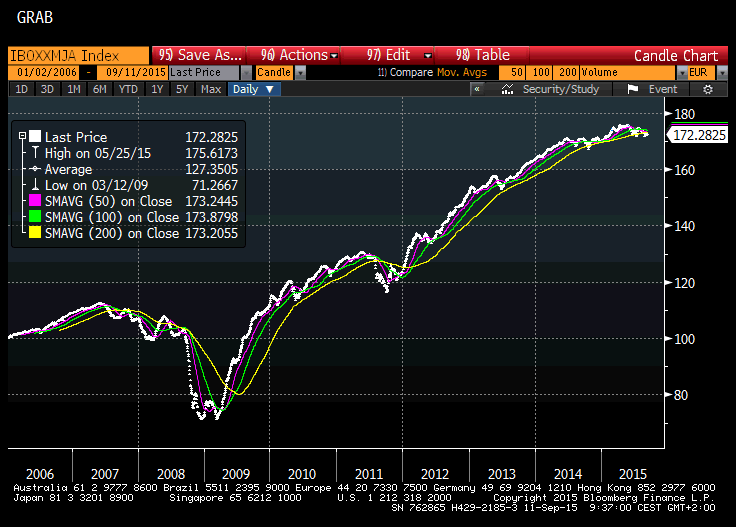 GRAB
IBOXXMJA Index 95) Save As... 96) Actions 97) Edit 98) Table Candle Chart
01/02/2006 - 09/11/2015 Last Price Candle 11) Compare Mov. Avgs 50 100 200 Volume EUR
1D 3D 1M 6M YTD 1Y 5Y Max Daily ▼ « Security/Study Event
Last Price 172.2825
High on 05/25/15 175.6173
Average 127.3505
Low on 03/12/09 71.2667
SMAVG (50) on Close 173.2445
SMAVG (100) on Close 173.8798
SMAVG (200) on Close 173.2055
180
172.2825
160
140
120
100
80
2006 2007 2008 2009 2010 2011 2012 2013 2014 2015
Australia 61 2 9777 8600 Brazil 5511 2395 9000 Europe 44 20 7330 7500 Germany 49 69 9204 1210 Hong Kong 852 2977 6000
Japan 81 3 3201 8900 Singapore 65 6212 1000 U.S. 1 212 318 2000 Copyright 2015 Bloomberg Finance L.P.
SN 762865 H429-2185-3 11-Sep-15 9:37:00 CEST GMT+2:00